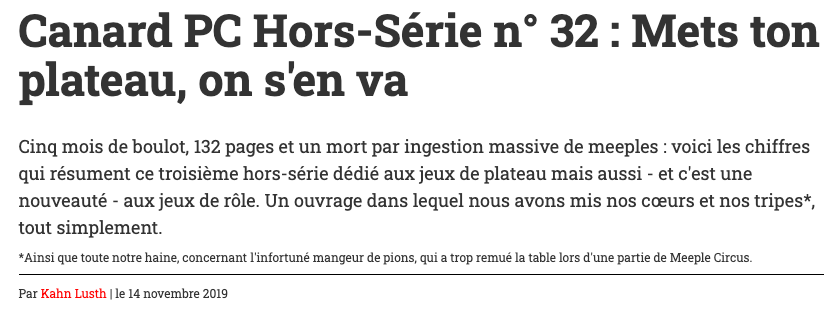 Canard PC Hors-Série n° 32 : Mets ton
plateau, on s'en va
Cinq mois de boulot, 132 pages et un mort par ingestion massive de meeples : voici les chiffres
qui résument ce troisième hors-série dédié aux jeux de plateau mais aussi - et c'est une
nouveauté - aux jeux de rôle. Un ouvrage dans lequel nous avons mis nos cœurs et nos tripes*,
tout simplement.
*Ainsi que toute notre haine, concernant l'infortuné mangeur de pions, qui a trop remué la table lors d'une partie de Meeple Circus.
Par Kahn Lusth | le 14 novembre 2019